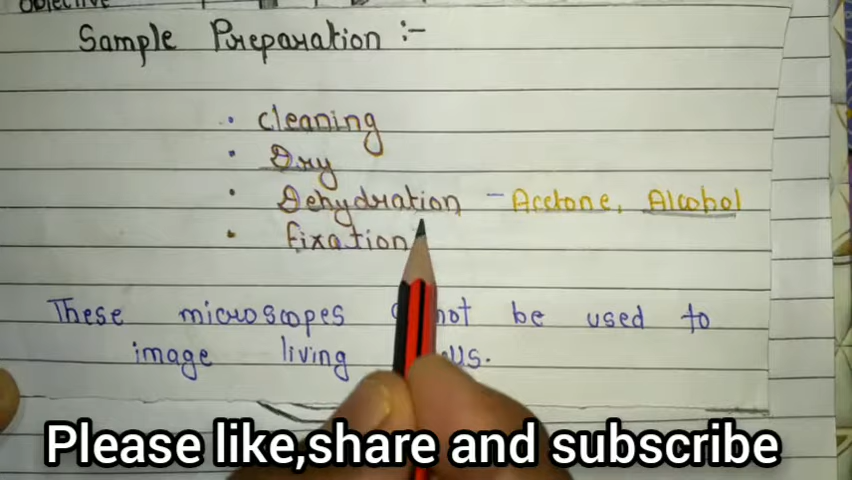 Objective
Sample Preparation :-
· cleaning
· Dry
· Dehydration - Acetone, Alcohol
· fixation
These microscopes not be used to
image living
Please like,share and subscribe